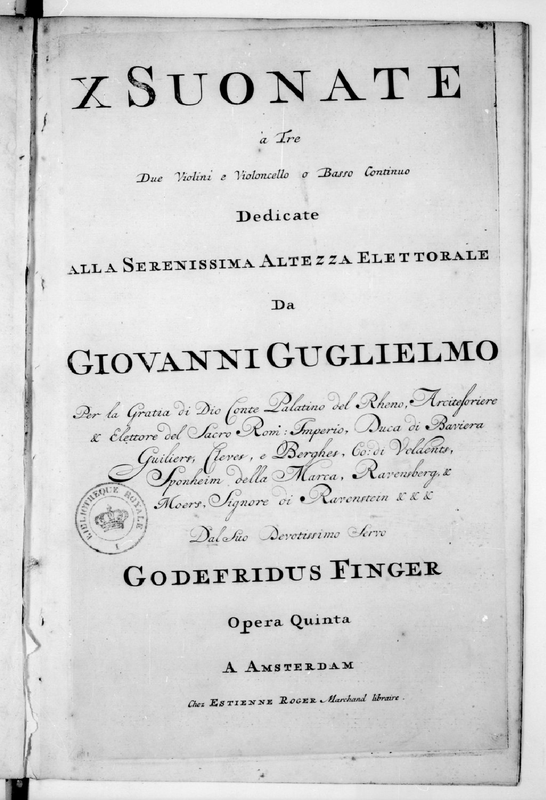 X SUONATE
à Tre
Due Violini e Violoncello o Basso Continuo
Dedicate
ALLA SERENISSIMA ALTEZZA ELETTORALE
Da
GIOVANNI GUGLIELMO
Per la Gratia di Dio Conte Palatino del Rheno, Arciteſoriere
& Elettore del Sacro Rom: Imperio, Duca di Baviera
Guiliers, Cleves, e Berghes, Co: di Veldents,
Sponheim, della Marca, Ravensberg, &
Moers, Signore di Ravenstein & & &
Dal Suo Devotissimo Servo
GODEFRIDUS FINGER
Opera Quinta
A AMSTERDAM
Chez ESTIENNE ROGER Marchand libraire.
BIBLIOTHÈQUE ROYALE
I